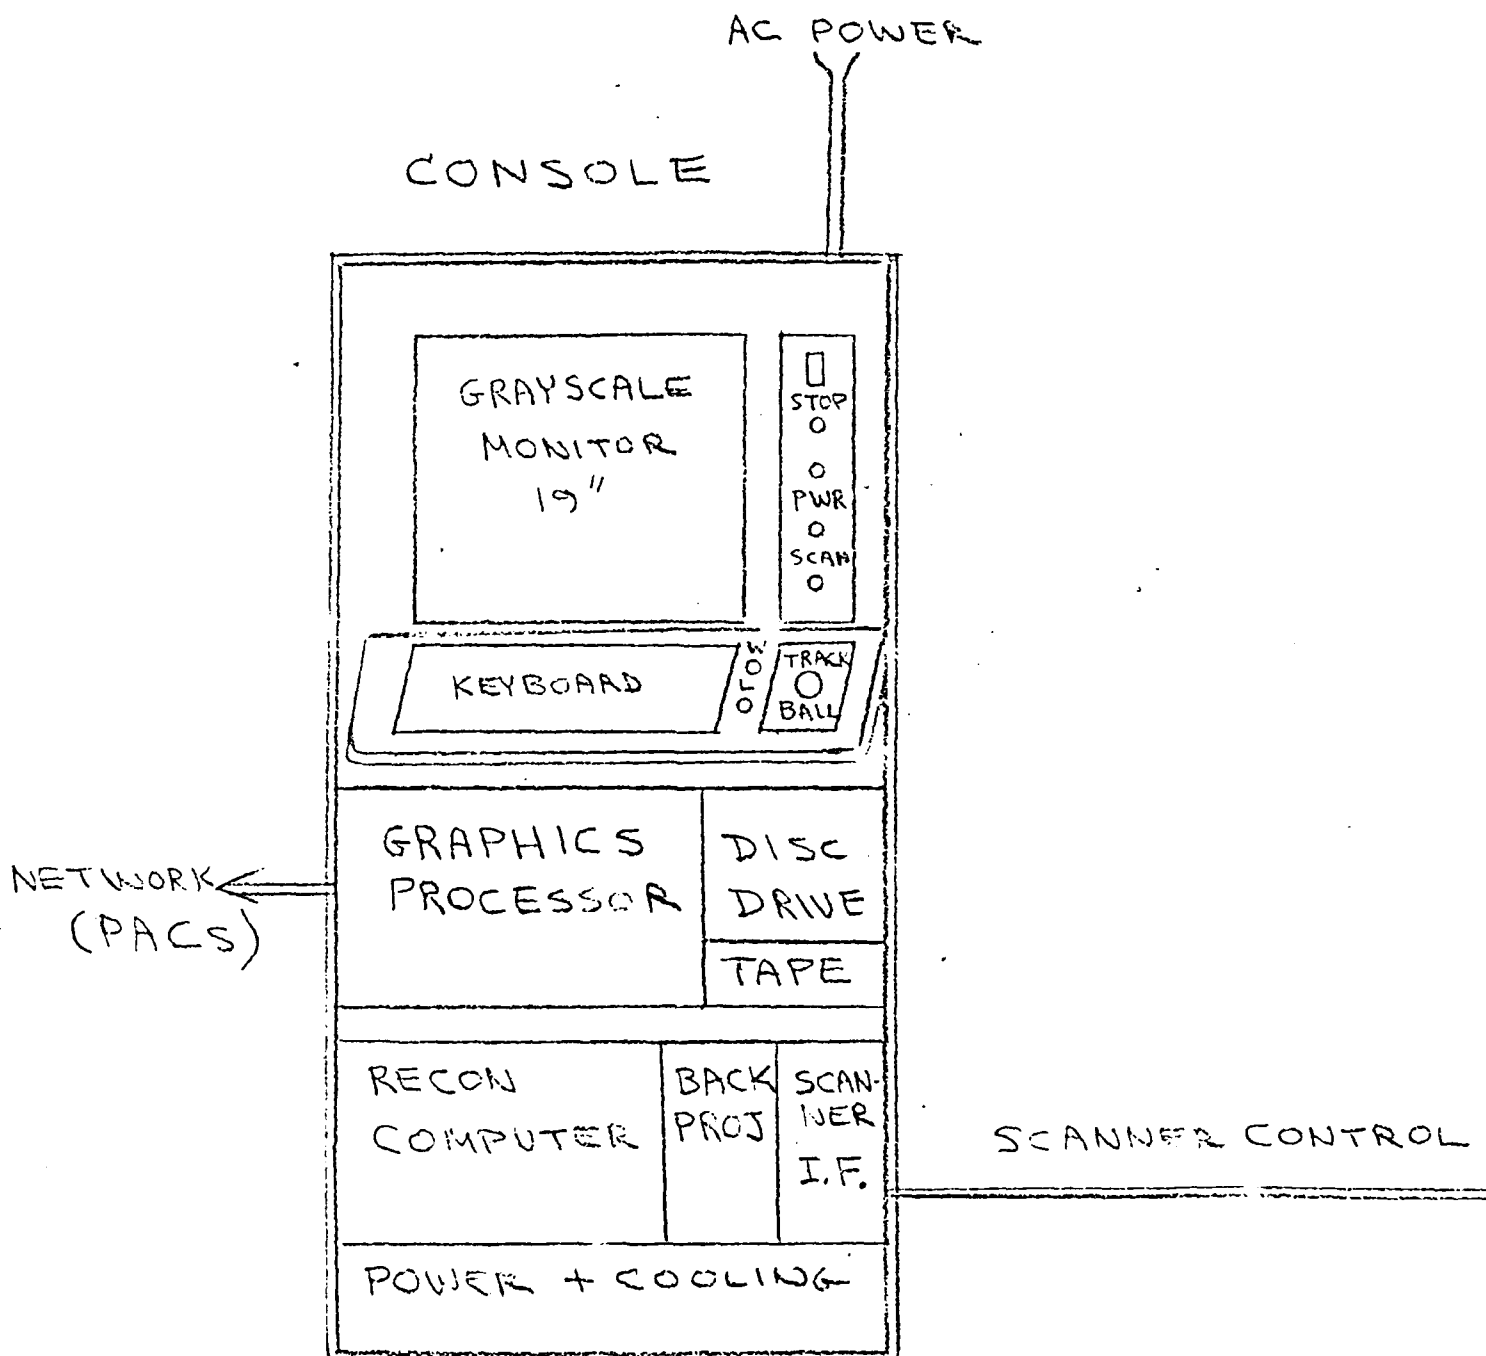 AC POWER
CONSOLE
GRAYSCALE
MONITOR
19"
STOP
PWR
SCAN
KEYBOARD
W
O
L
O
TRACK
BALL
GRAPHICS
PROCESSOR
DISC
DRIVE
TAPE
NETWORK
(PACS)
RECON
COMPUTER
BACK
PROJ
SCAN-
NER
I.F.
SCANNER CONTROL
POWER + COOLING